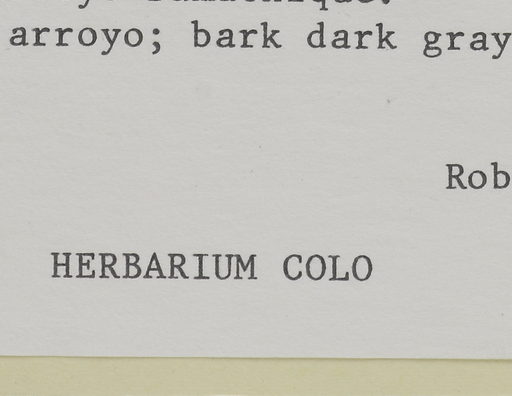 arroyo; bark dark gray
Rob
HERBARIUM COLO